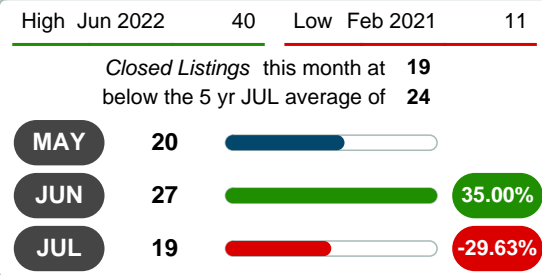 High Jun 2022 40 Low Feb 2021 11
Closed Listings this month at 19
below the 5 yr JUL average of 24
MAY 20
JUN 27 35.00%
JUL 19 -29.63%